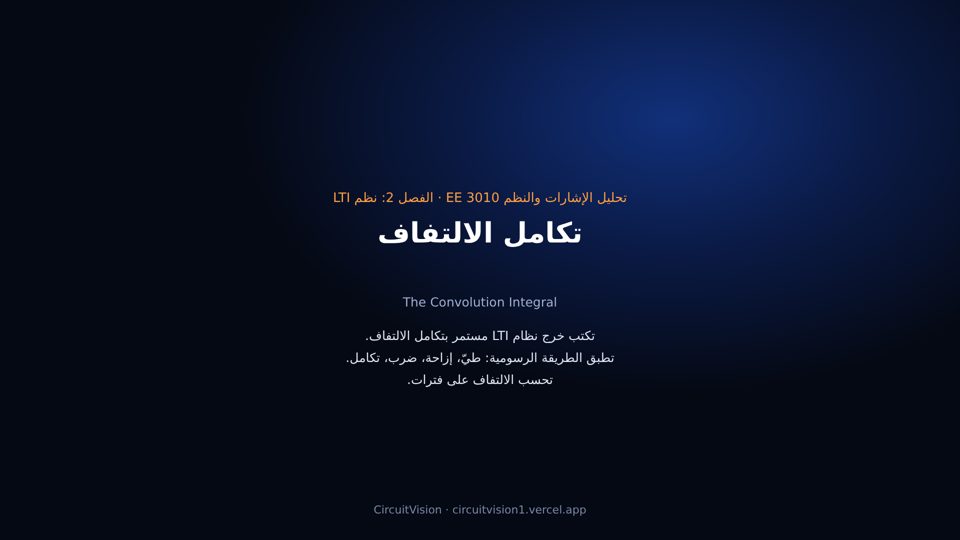 تحليل الإشارات والنظم EE 3010 · الفصل 2: نظم LTI
تكامل الالتفاف
The Convolution Integral
تكتب خرج نظام LTI مستمر بتكامل الالتفاف.
تطبق الطريقة الرسومية: طيّ، إزاحة، ضرب، تكامل.
تحسب الالتفاف على فترات.
CircuitVision · circuitvision1.vercel.app